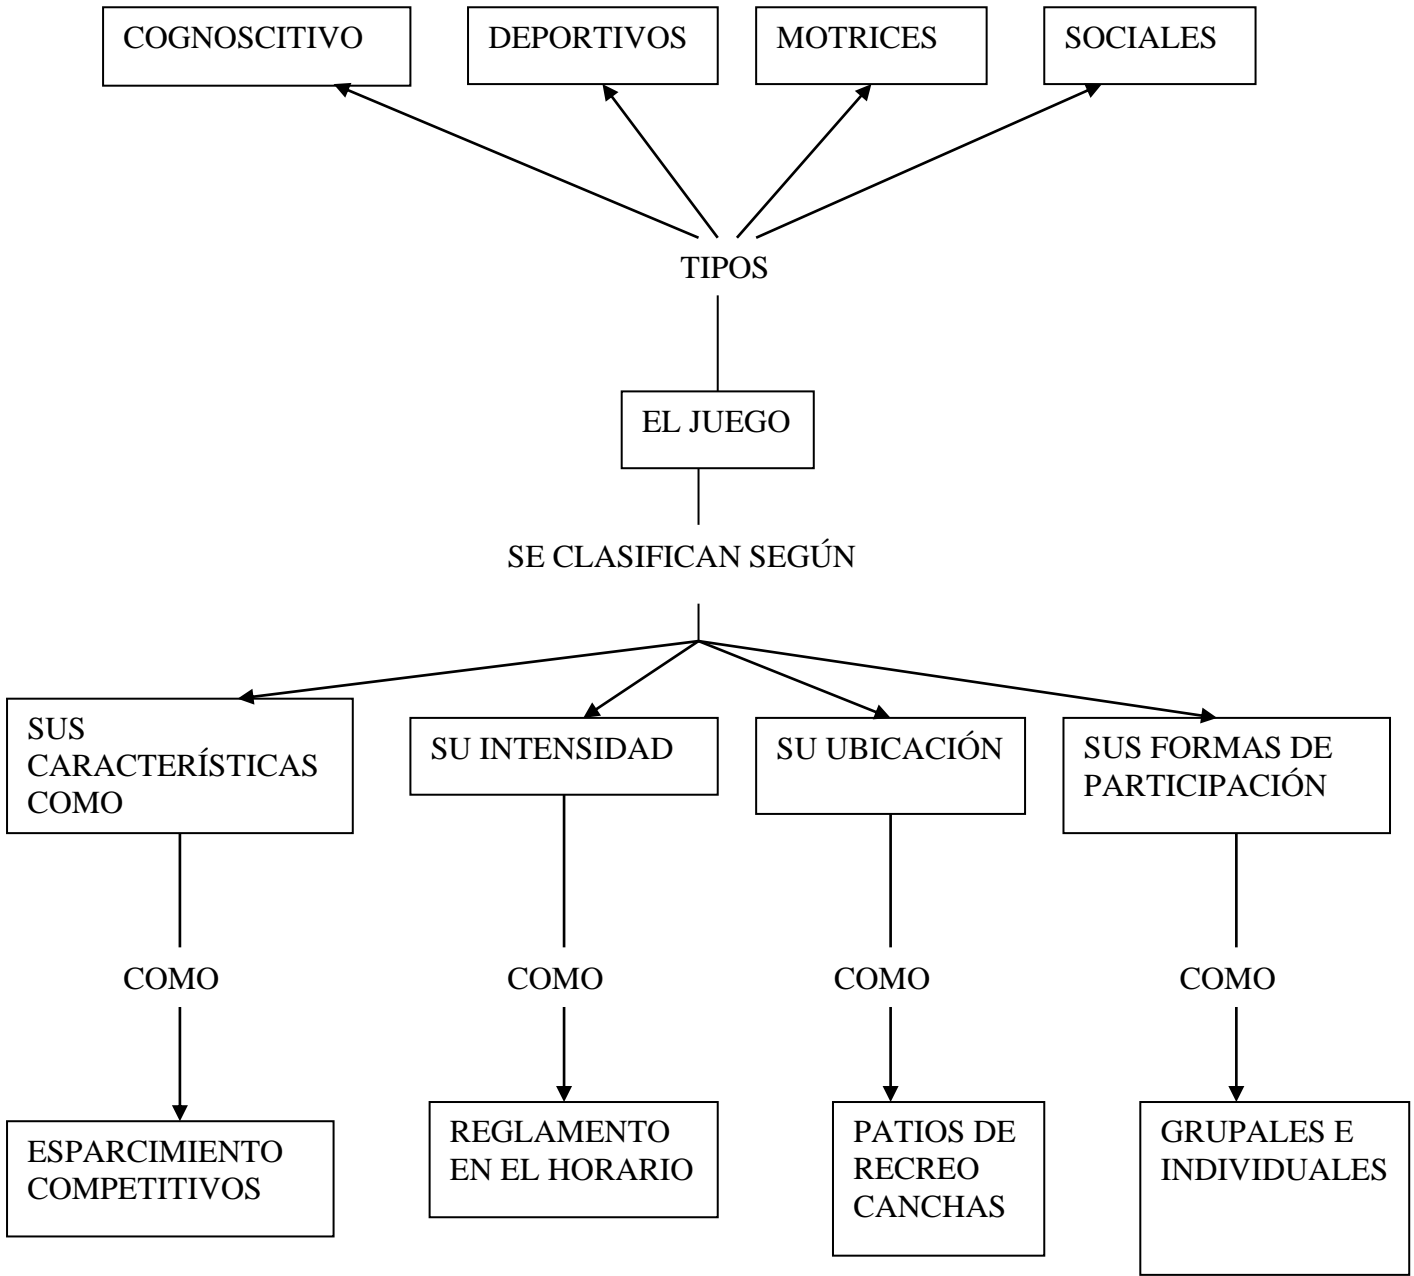 COGNOSCITIVO
DEPORTIVOS
MOTRICES
SOCIALES
TIPOS
EL JUEGO
SE CLASIFICAN SEGÚN
SUS
CARACTERÍSTICAS
COMO
SU INTENSIDAD
SU UBICACIÓN
SUS FORMAS DE
PARTICIPACIÓN
COMO
COMO
COMO
COMO
ESPARCIMIENTO
COMPETITIVOS
REGLAMENTO
EN EL HORARIO
PATIOS DE
RECREO
CANCHAS
GRUPALES E
INDIVIDUALES